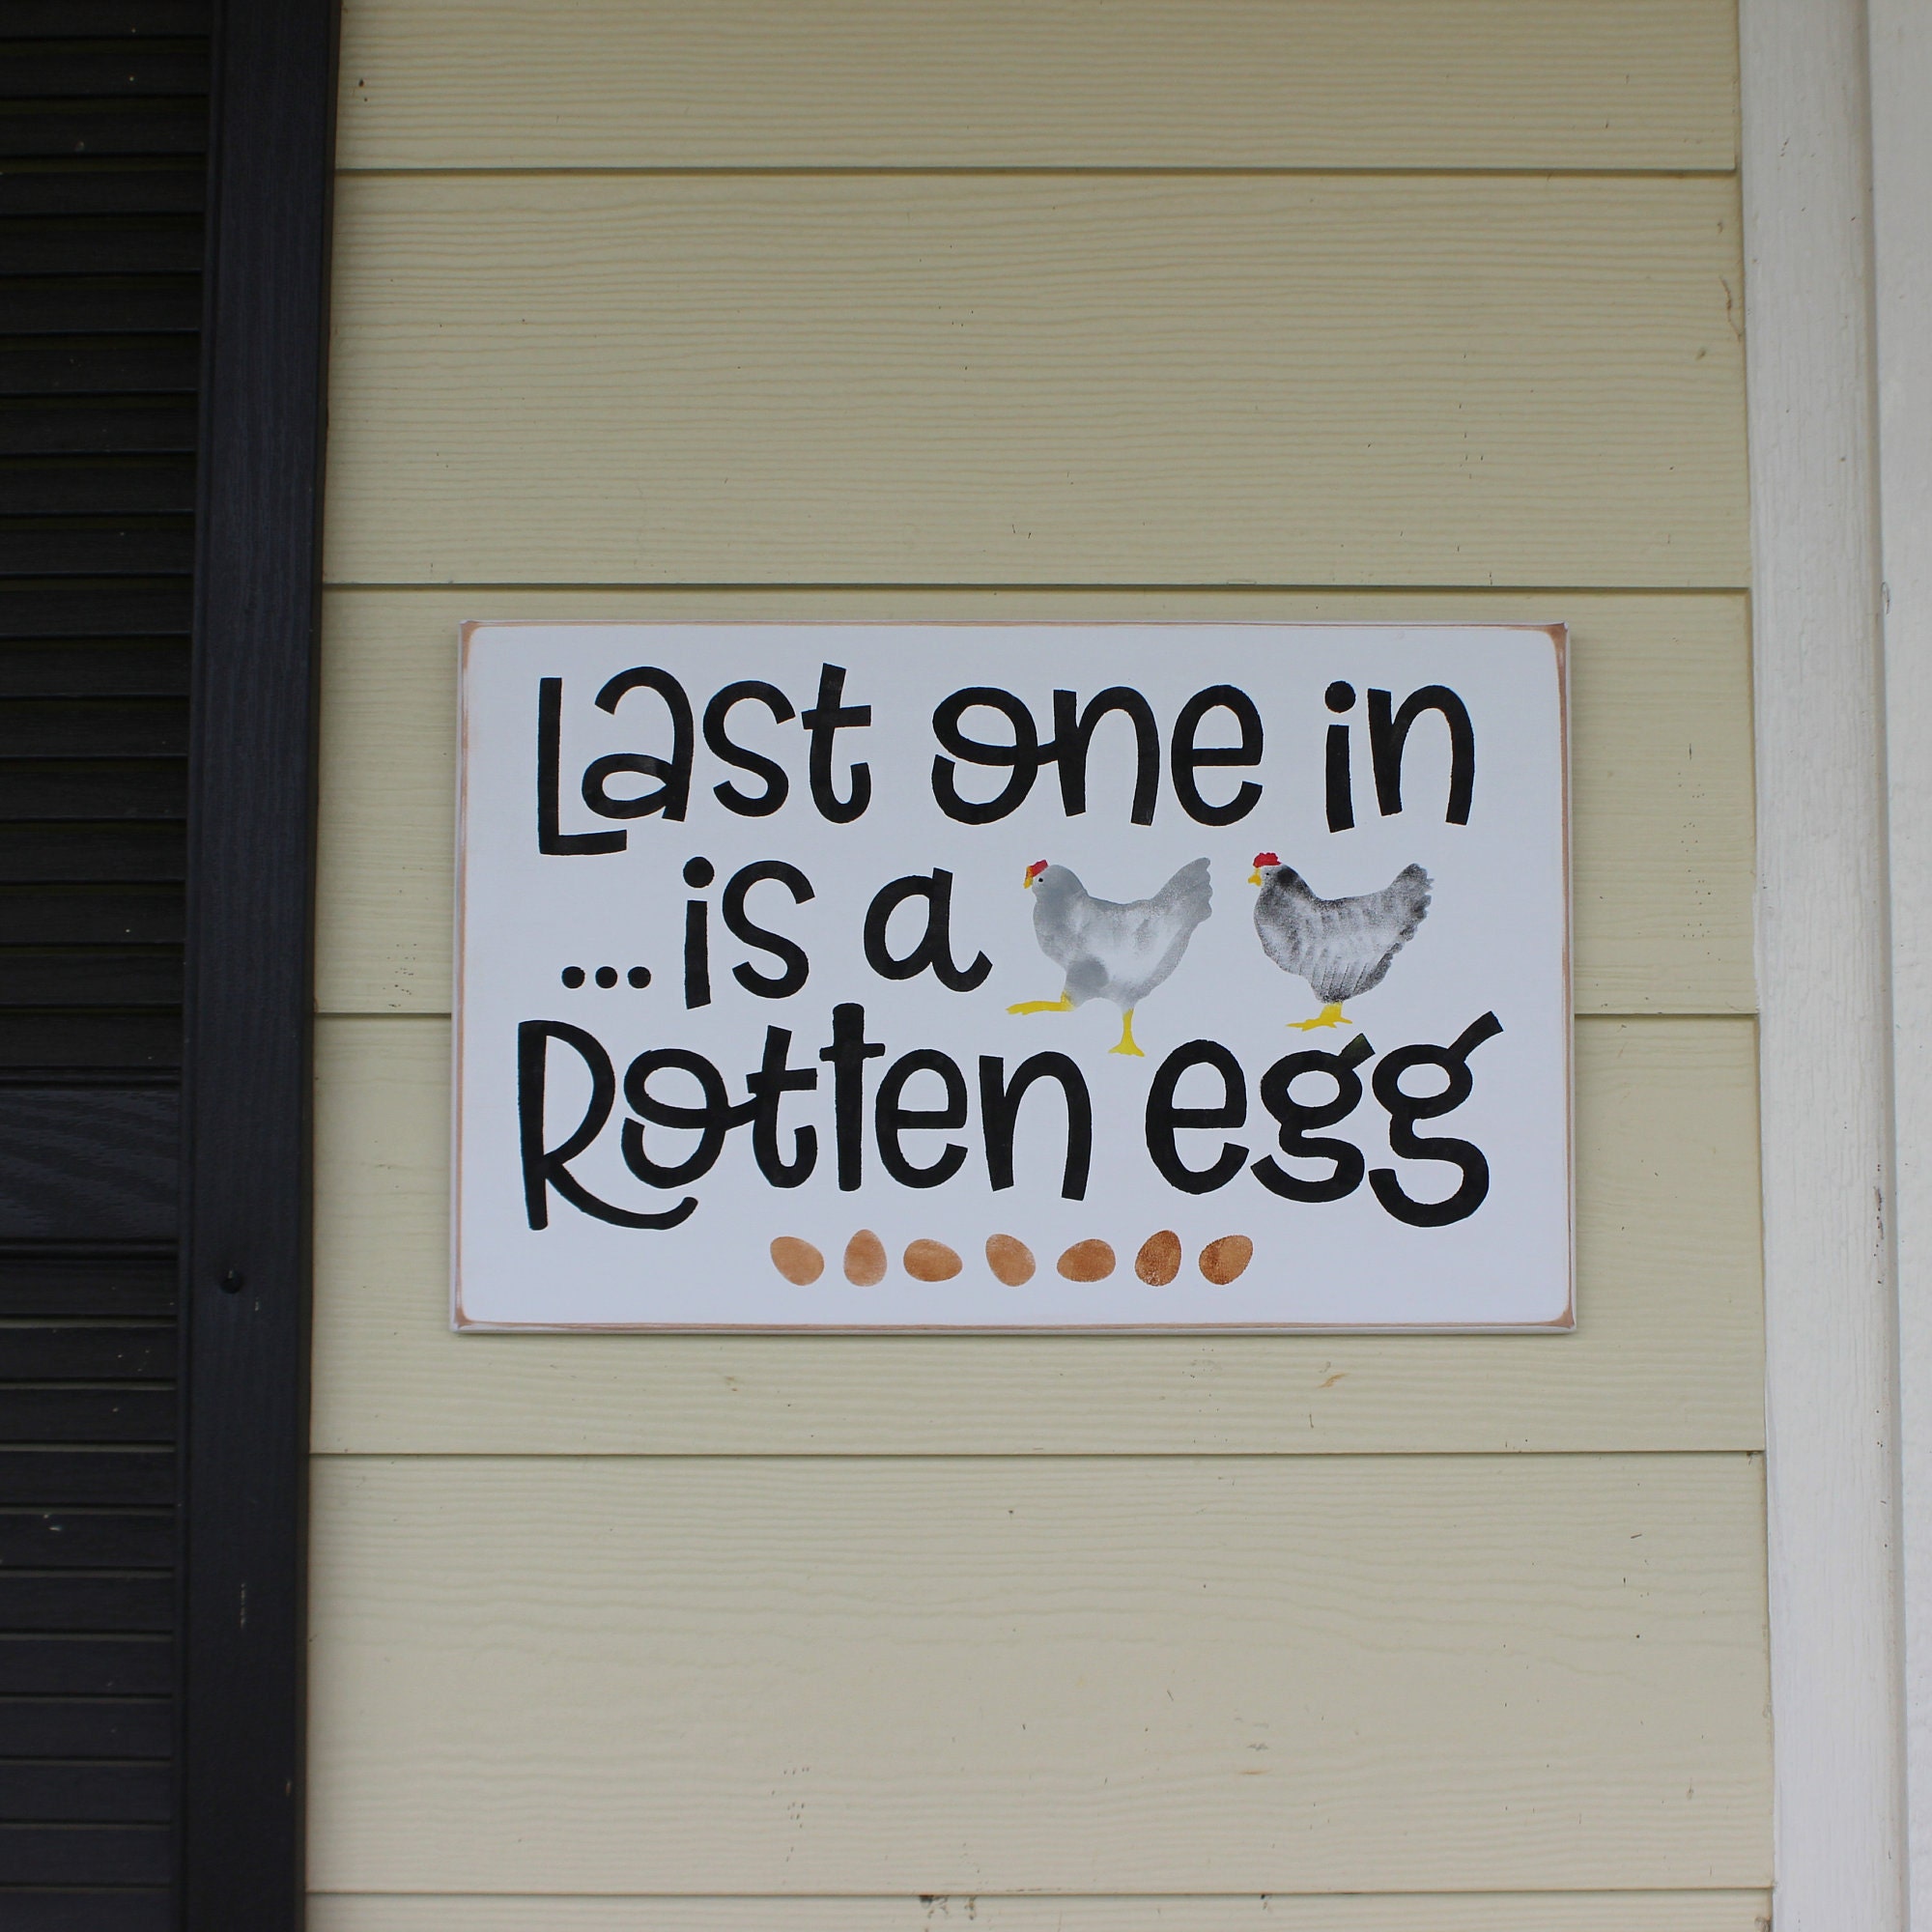 Last one in
...is a
Rotten egg